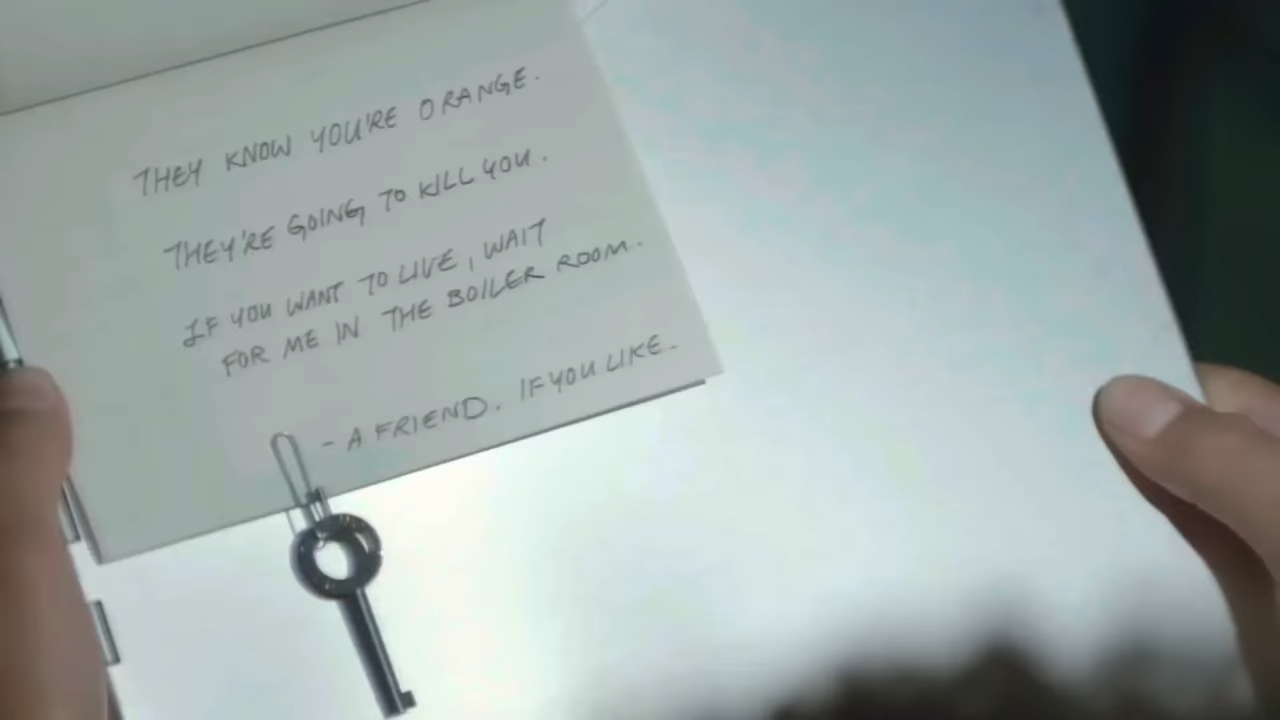 THEY KNOW YOU'RE ORANGE.
THEY'RE GOING TO KILL YOU.
IF YOU WANT TO LIVE, WAIT
FOR ME IN THE BOILER ROOM.
- A FRIEND. IF YOU LIKE.